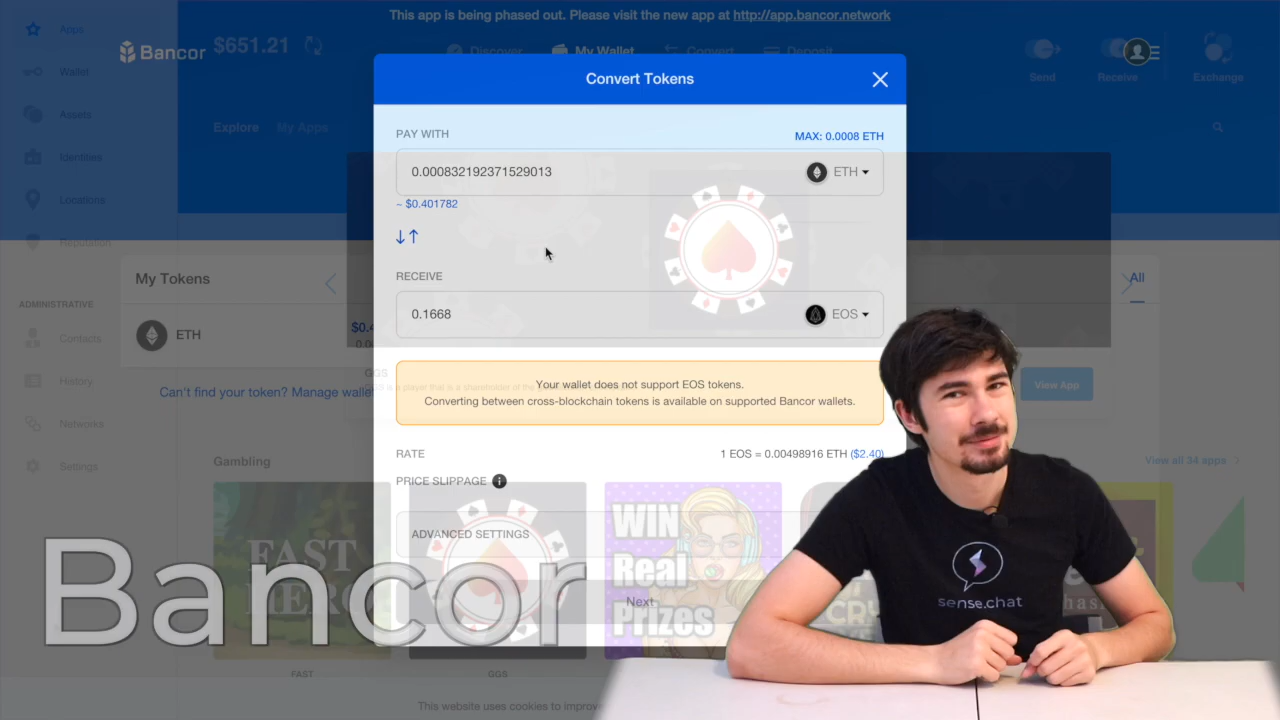 This app is being phased out. Please visit the new app at http://app.bancor.network
Apps
Bancor
$651.21
Discover
My Wallet
Convert
Deposit
Send
Receive
Exchange
Wallet
Convert Tokens
Assets
Explore
My Apps
PAY WITH
MAX: 0.0008 ETH
Identities
0.000832192371529013
ETH
Locations
~ $0.401782
Reputation
RECEIVE
My Tokens
All
ADMINISTRATIVE
0.1668
EOS
Contacts
ETH
History
GGS
Your wallet does not support EOS tokens.
View App
Can't find your token? Manage
Converting between cross-blockchain tokens is available on supported Bancor wallets.
Networks
RATE
1 EOS = 0.00498916 ETH ($2.40)
Gambling
View all 34 apps
Settings
PRICE SLIPPAGE
ADVANCED SETTINGS
WIN
Real
Prizes
FAST
HERO
Next
Bancor
sense.chat
FAST
GGS
This website uses cookies to